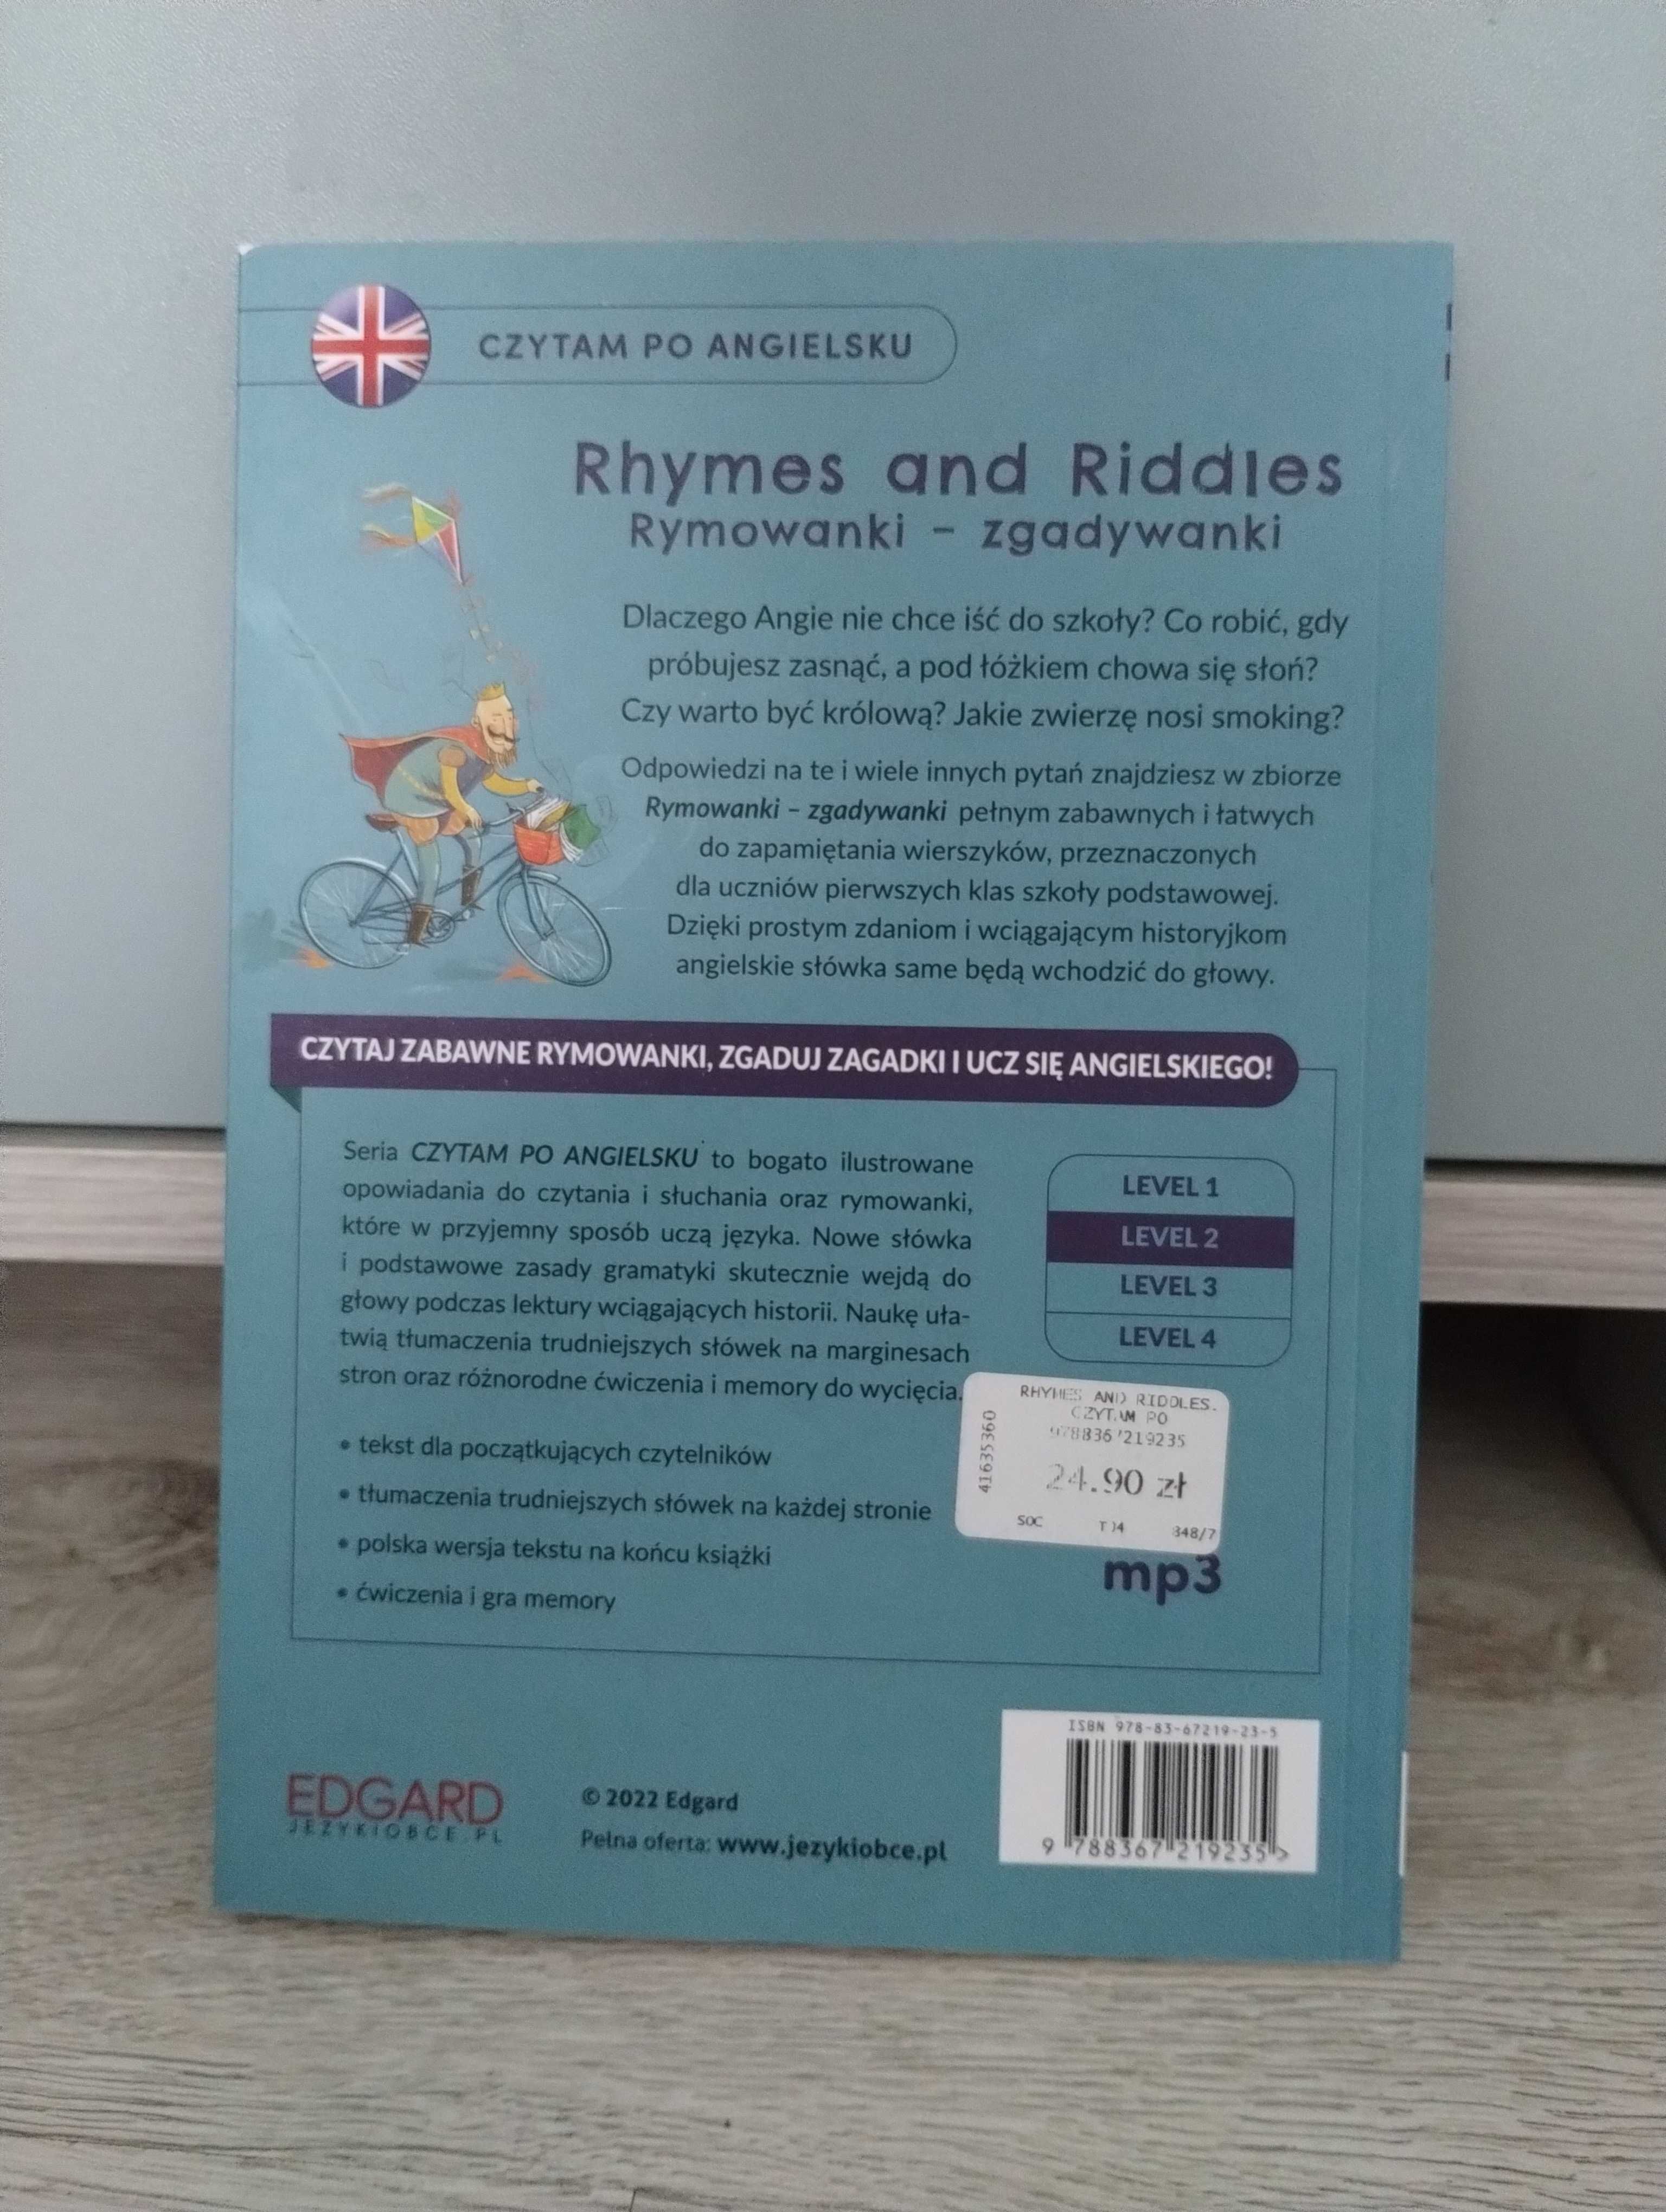 CZYTAM PO ANGIELSKU
Rhymes and Riddles
Rymowanki – zgadywanki
Dlaczego Angie nie chce iść do szkoły? Co robić, gdy
próbujesz zasnąć, a pod łóżkiem chowa się słoń?
Czy warto być królową? Jakie zwierzę nosi smoking?
Odpowiedzi na te i wiele innych pytań znajdziesz w zbiorze
Rymowanki – zgadywanki pełnym zabawnych i łatwych
do zapamiętania wierszyków, przeznaczonych
dla uczniów pierwszych klas szkoły podstawowej.
Dzięki prostym zdaniom i wciągającym historyjkom
angielskie słówka same będą wchodzić do głowy.
CZYTAJ ZABAWNE RYMOWANKI, ZGADUJ ZAGADKI I UCZ SIĘ ANGIELSKIEGO!
Seria CZYTAM PO ANGIELSKU to bogato ilustrowane
opowiadania do czytania i słuchania oraz rymowanki,
które w przyjemny sposób uczą języka. Nowe słówka
i podstawowe zasady gramatyki skutecznie wejdą do
głowy podczas lektury wciągających historii. Naukę uła-
twią tłumaczenia trudniejszych słówek na marginesach
stron oraz różnorodne ćwiczenia i memory do wycięcia.
• tekst dla początkujących czytelników
• tłumaczenia trudniejszych słówek na każdej stronie
• polska wersja tekstu na końcu książki
• ćwiczenia i gra memory
LEVEL 1
LEVEL 2
LEVEL 3
LEVEL 4
RHYMES AND RIDDLES.
CZYTAM PO
41635360
24.90 zł
SOC
348/7
mp3
ISBN 978-83-67219-23-5
9 788367 219235 >
EDGARD
JEZYKIOBCE.PL
© 2022 Edgard
Pełna oferta: www.jezykiobce.pl